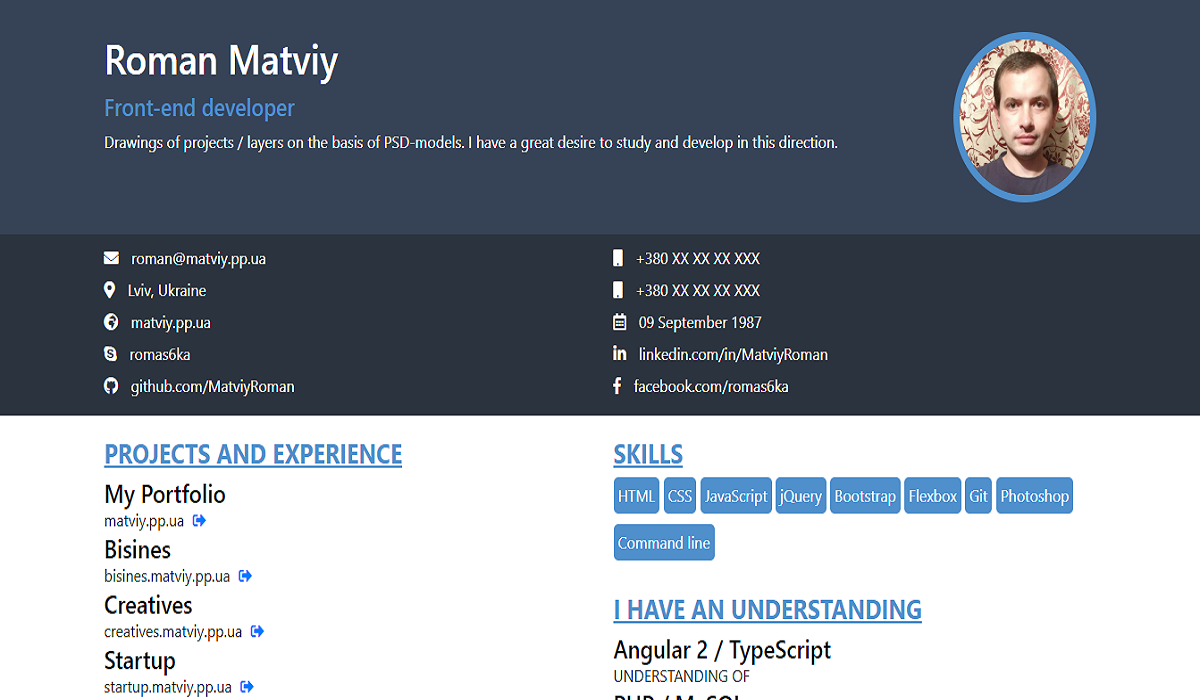 Roman Matviy
Front-end developer
Drawings of projects / layers on the basis of PSD-models. I have a great desire to study and develop in this direction.
roman@matviy.pp.ua
Lviv, Ukraine
matviy.pp.ua
romas6ka
github.com/MatviyRoman
+380 XX XX XX XXX
+380 XX XX XX XXX
09 September 1987
linkedin.com/in/MatviyRoman
facebook.com/romas6ka
PROJECTS AND EXPERIENCE
My Portfolio
matviy.pp.ua
Bisines
bisines.matviy.pp.ua
Creatives
creatives.matviy.pp.ua
Startup
startup.matviy.pp.ua
SKILLS
HTML CSS JavaScript jQuery Bootstrap Flexbox Git Photoshop
Command line
I HAVE AN UNDERSTANDING
Angular 2 / TypeScript
UNDERSTANDING OF
PHP / MySQL